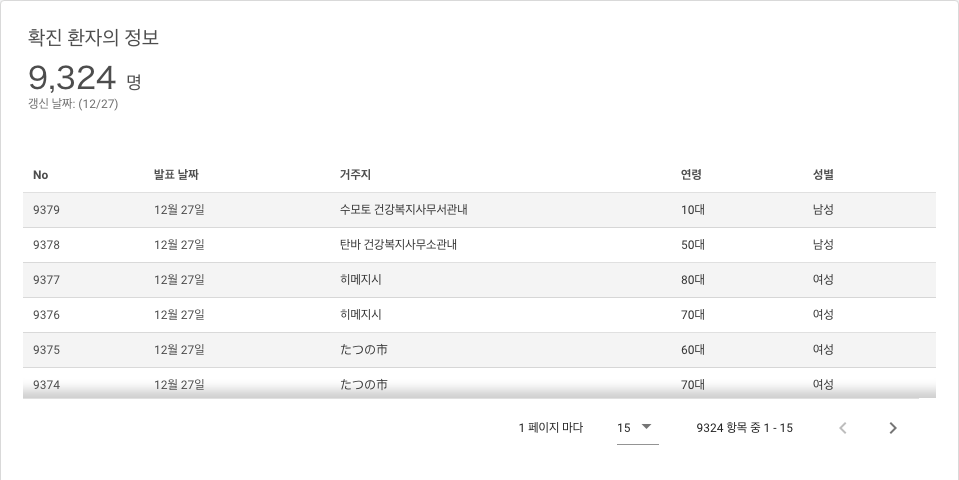 확진 환자의 정보
9,324 명
갱신 날짜: (12/27)
No 발표 날짜 거주지 연령 성별
9379 12월 27일 수모토 건강복지사무서관내 10대 남성
9378 12월 27일 탄바 건강복지사무소관내 50대 남성
9377 12월 27일 히메지시 80대 여성
9376 12월 27일 히메지시 70대 여성
9375 12월 27일 たつの市 60대 여성
9374 12월 27일 たつの市 70대 여성
1 페이지 마다 15 9324 항목 중 1 - 15